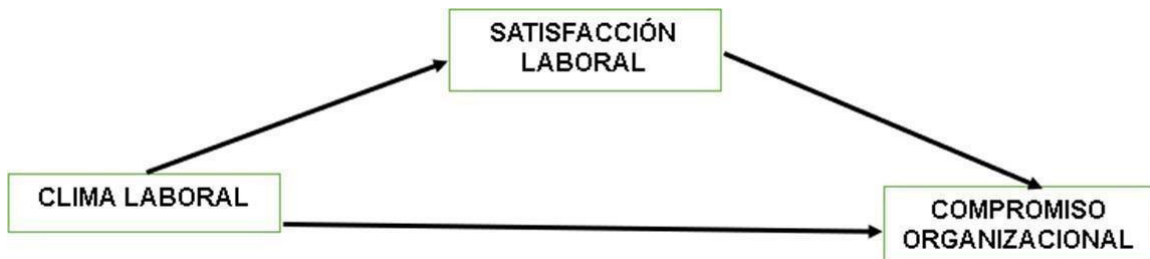 SATISFACCIÓN
LABORAL
CLIMA LABORAL
COMPROMISO
ORGANIZACIONAL